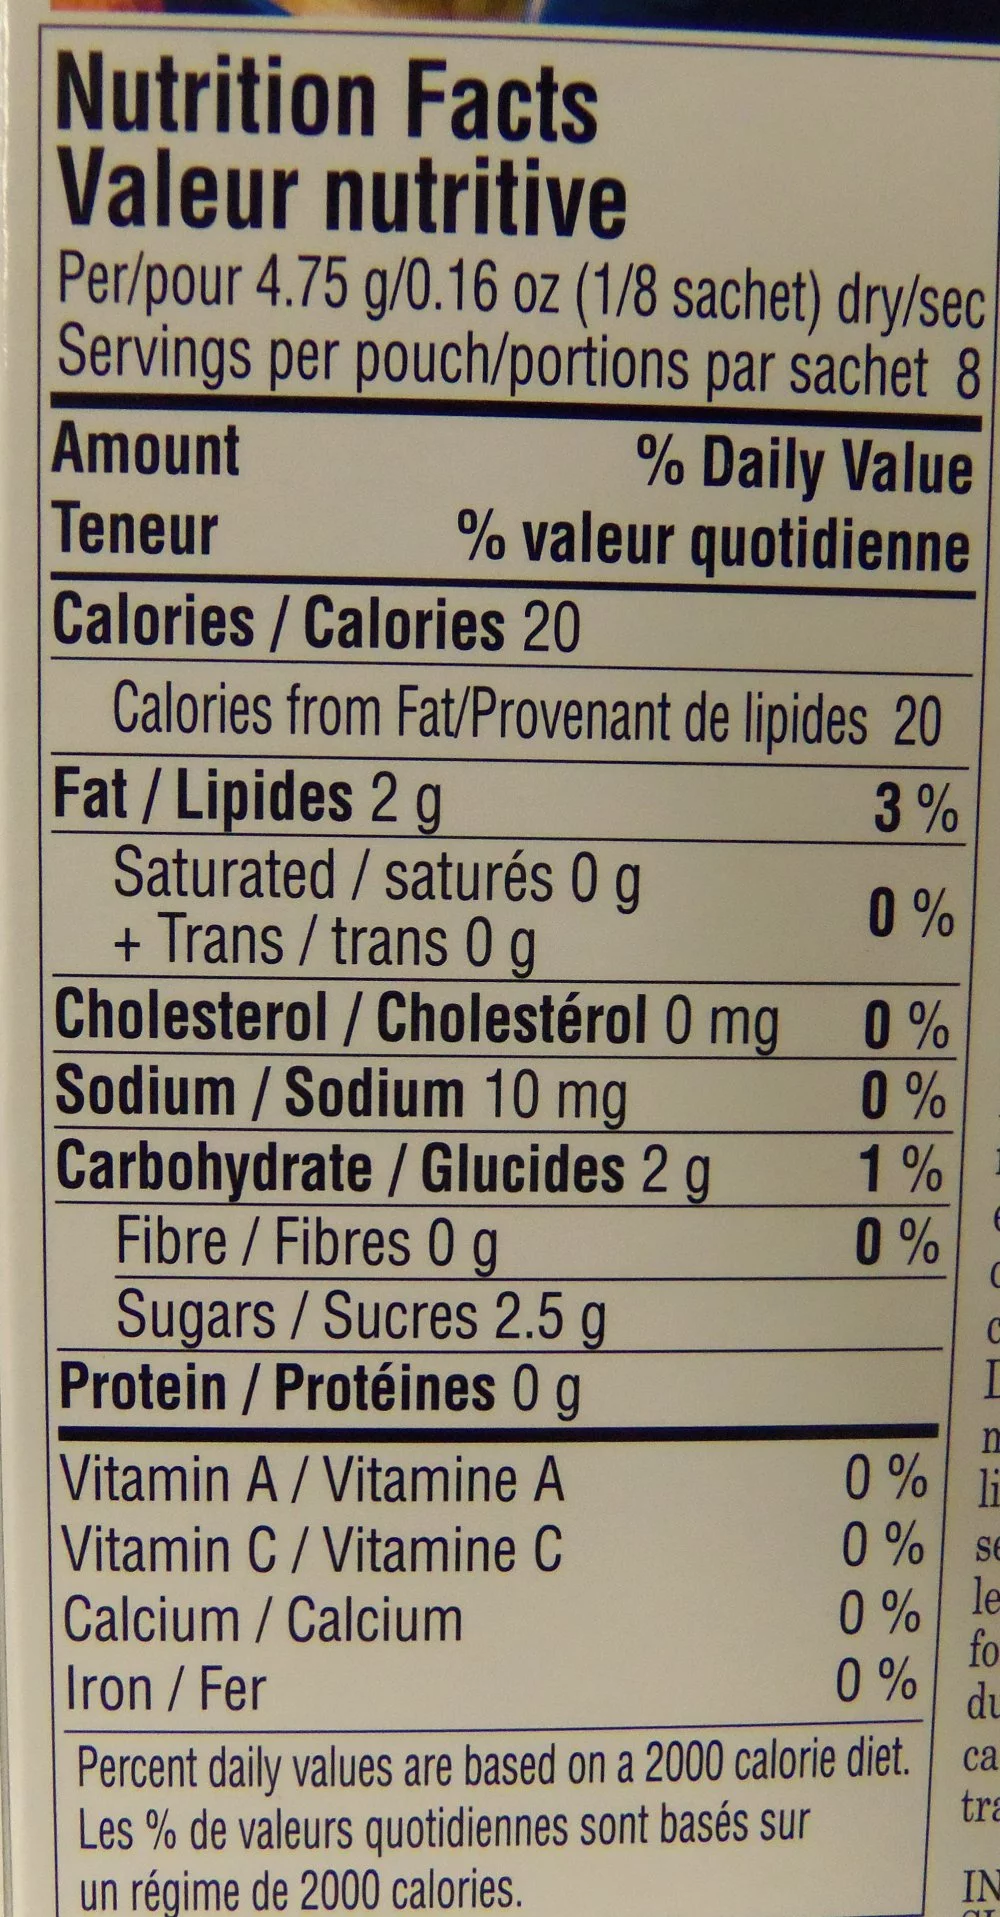 Nutrition Facts
Valeur nutritive
Per/pour 4.75 g/0.16 oz (1/8 sachet) dry/sec
Servings per pouch/portions par sachet 8
Amount % Daily Value
Teneur % valeur quotidienne
Calories / Calories 20
Calories from Fat/Provenant de lipides 20
Fat / Lipides 2 g 3 %
Saturated / saturés 0 g
+ Trans / trans 0 g 0 %
Cholesterol / Cholestérol 0 mg 0 %
Sodium / Sodium 10 mg 0 %
Carbohydrate / Glucides 2 g 1 %
Fibre / Fibres 0 g 0 %
Sugars / Sucres 2.5 g
Protein / Protéines 0 g
Vitamin A / Vitamine A 0 %
Vitamin C / Vitamine C 0 %
Calcium / Calcium 0 %
Iron / Fer 0 %
Percent daily values are based on a 2000 calorie diet.
Les % de valeurs quotidiennes sont basés sur
un régime de 2000 calories.